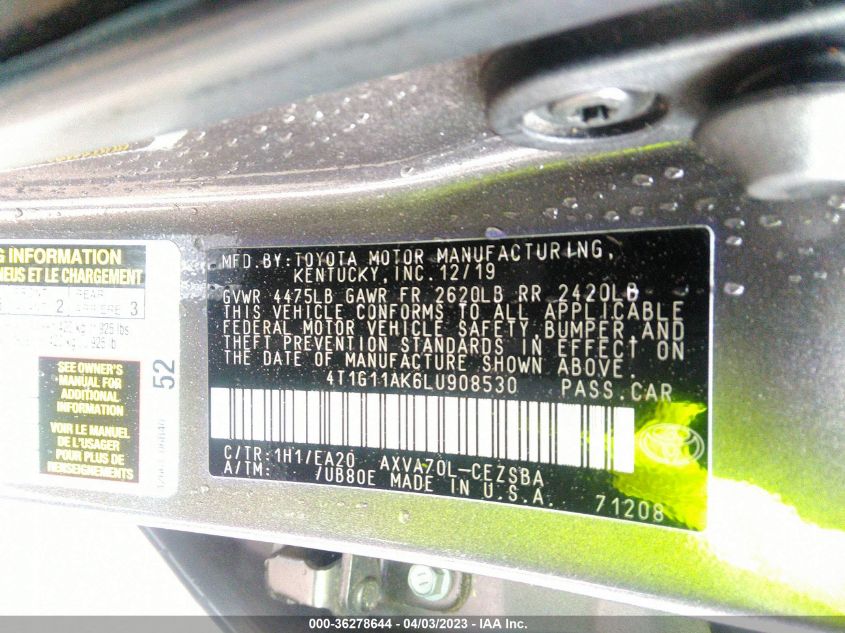 G INFORMATION
NEUS ET LE CHARGEMENT
2 REAR 3
lbs
SEE OWNER'S
MANUAL FOR
ADDITIONAL
INFORMATION
VOIR LE MANUEL
DE L'USAGER
POUR PLUS DE
RENSEIGNEMENTS
52
MFD.BY:TOYOTA MOTOR MANUFACTURING,
KENTUCKY, INC. 12/19
GVWR 4475LB GAWR FR 2620LB RR 2420LB
THIS VEHICLE CONFORMS TO ALL APPLICABLE
FEDERAL MOTOR VEHICLE SAFETY, BUMPER AND
THEFT PREVENTION STANDARDS IN EFFECT ON
THE DATE OF MANUFACTURE SHOWN ABOVE.
4T1G11AK6LU908530 PASS.CAR
C/TR:1H1/EA20 AXVA70L-CEZSBA
A/TM: /UB80E MADE IN U.S.A.
71208
000-36278644 - 04/03/2023 - IAA Inc.